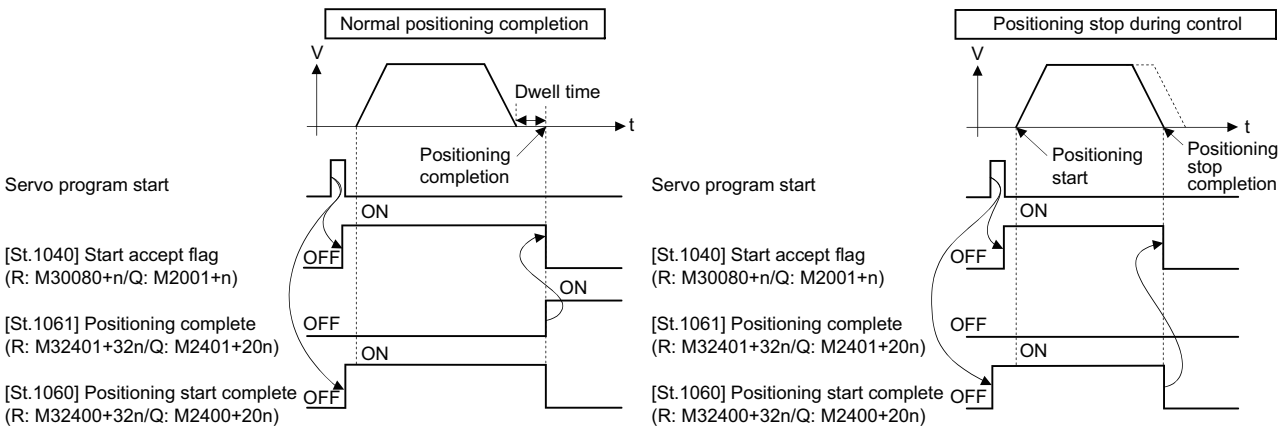 Normal positioning completion
V
Dwell time
t
Positioning
completion
Servo program start
ON
[St.1040] Start accept flag
(R: M30080+n/Q: M2001+n)
OFF
ON
[St.1061] Positioning complete
(R: M32401+32n/Q: M2401+20n)
OFF
ON
[St.1060] Positioning start complete
(R: M32400+32n/Q: M2400+20n)
OFF
Positioning stop during control
V
t
Positioning
start
Positioning
stop
completion
Servo program start
ON
[St.1040] Start accept flag
(R: M30080+n/Q: M2001+n)
OFF
[St.1061] Positioning complete
(R: M32401+32n/Q: M2401+20n)
OFF
ON
[St.1060] Positioning start complete
(R: M32400+32n/Q: M2400+20n)
OFF